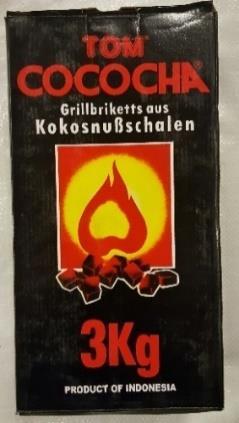 TOM
COCOCHA®
Grillbriketts aus
Kokosnußschalen
3Kg
PRODUCT OF INDONESIA